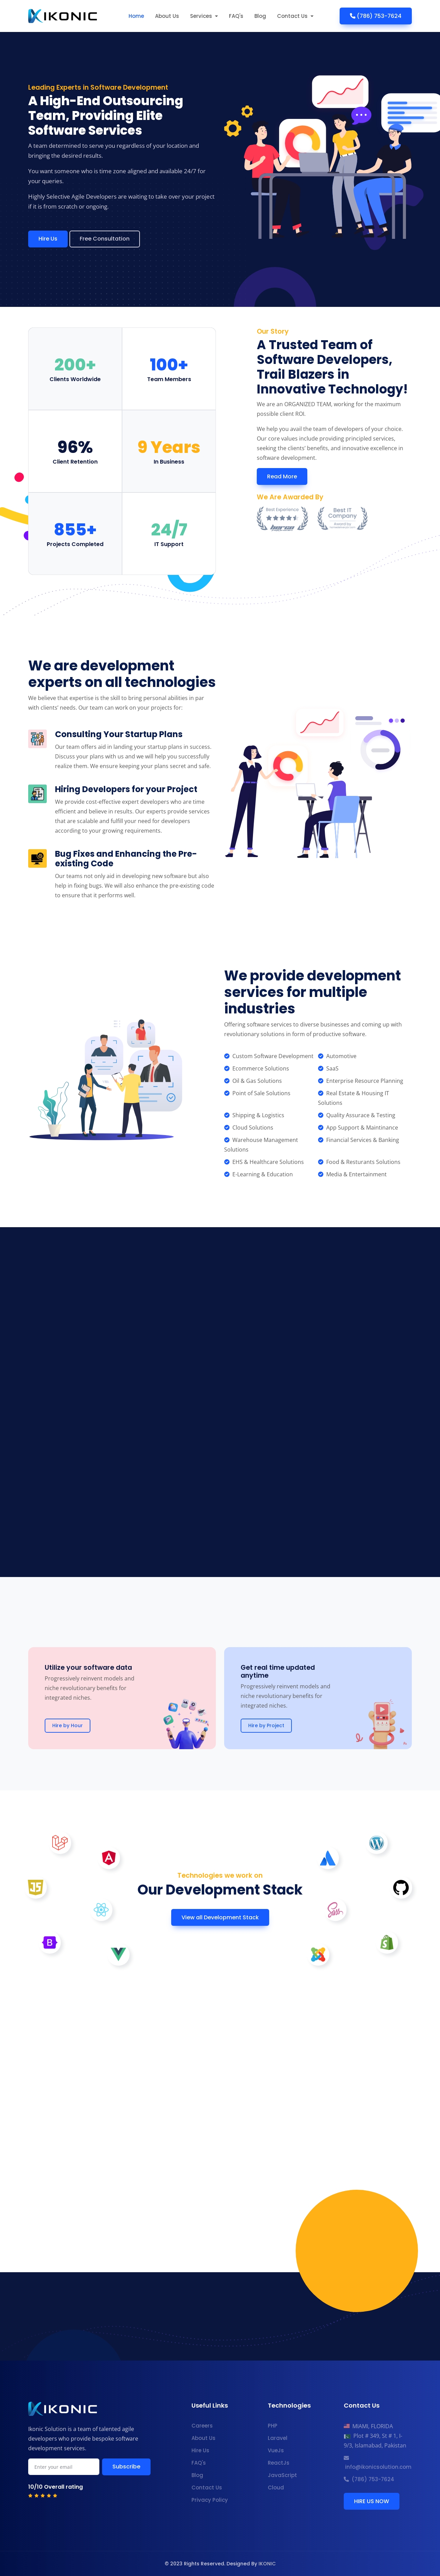 IKONIC
Home
About Us
Services
FAQ's
Blog
Contact Us
(786) 753-7624
Leading Experts in Software Development
A High-End Outsourcing
Team, Providing Elite
Software Services
A team determined to serve you regardless of your location and
bringing the desired results.
You want someone who is time zone aligned and available 24/7 for
your queries.
Highly Selective Agile Developers are waiting to take over your project
if it is from scratch or ongoing.
Hire Us
Free Consultation
200+
Clients Worldwide
100+
Team Members
96%
Client Retention
9 Years
In Business
855+
Projects Completed
24/7
IT Support
Our Story
A Trusted Team of
Software Developers,
Trail Blazers in
Innovative Technology!
We are an ORGANIZED TEAM, working for the maximum
possible client ROI.
We help you avail the team of developers of your choice.
Our core values include providing principled services,
seeking the clients' benefits, and innovative excellence in
software development.
Read More
We Are Awarded By
Best Experience
Best IT
Company
We are development
experts on all technologies
We believe that expertise is the skill to bring personal abilities in par
with clients' needs. Our team can work on your projects for:
Consulting Your Startup Plans
Our team offers aid in landing your startup plans in success.
Discuss your plans with us and we will help you successfully
realize them. We ensure keeping your plans secret and safe.
Hiring Developers for your Project
We provide cost-effective expert developers who are time
efficient and believe in results. Our experts provide services
that are scalable and fulfill your need for developers
according to your growing requirements.
Bug Fixes and Enhancing the Pre-
existing Code
Our teams not only aid in developing new software but also
help in fixing bugs. We will also enhance the pre-existing code
to ensure that it performs well.
We provide development
services for multiple
industries
Offering software services to diverse businesses and coming up with
revolutionary solutions in form of productive software.
Custom Software Development
Automotive
Ecommerce Solutions
SaaS
Oil & Gas Solutions
Enterprise Resource Planning
Point of Sale Solutions
Real Estate & Housing IT
Solutions
Shipping & Logistics
Quality Assurace & Testing
Cloud Solutions
App Support & Maintinance
Warehouse Management
Solutions
Financial Services & Banking
EHS & Healthcare Solutions
Food & Resturants Solutions
E-Learning & Education
Media & Entertainment
Utilize your software data
Progressively reinvent models and
niche revolutionary benefits for
integrated niches.
Hire by Hour
Get real time updated
anytime
Progressively reinvent models and
niche revolutionary benefits for
integrated niches.
Hire by Project
Technologies we work on
Our Development Stack
View all Development Stack
JS
B
Sass
IKONIC
Ikonic Solution is a team of talented agile
developers who provide bespoke software
development services.
Enter your email
Subscribe
10/10 Overall rating
Useful Links
Careers
About Us
Hire Us
FAQ's
Blog
Contact Us
Privacy Policy
Technologies
PHP
Laravel
VueJs
ReactJs
JavaScript
Cloud
Contact Us
MIAMI, FLORIDA
Plot # 349, St # 1, I-
9/3, Islamabad, Pakistan
info@ikonicsolution.com
(786) 753-7624
HIRE US NOW
© 2023 Rights Reserved. Designed By IKONIC